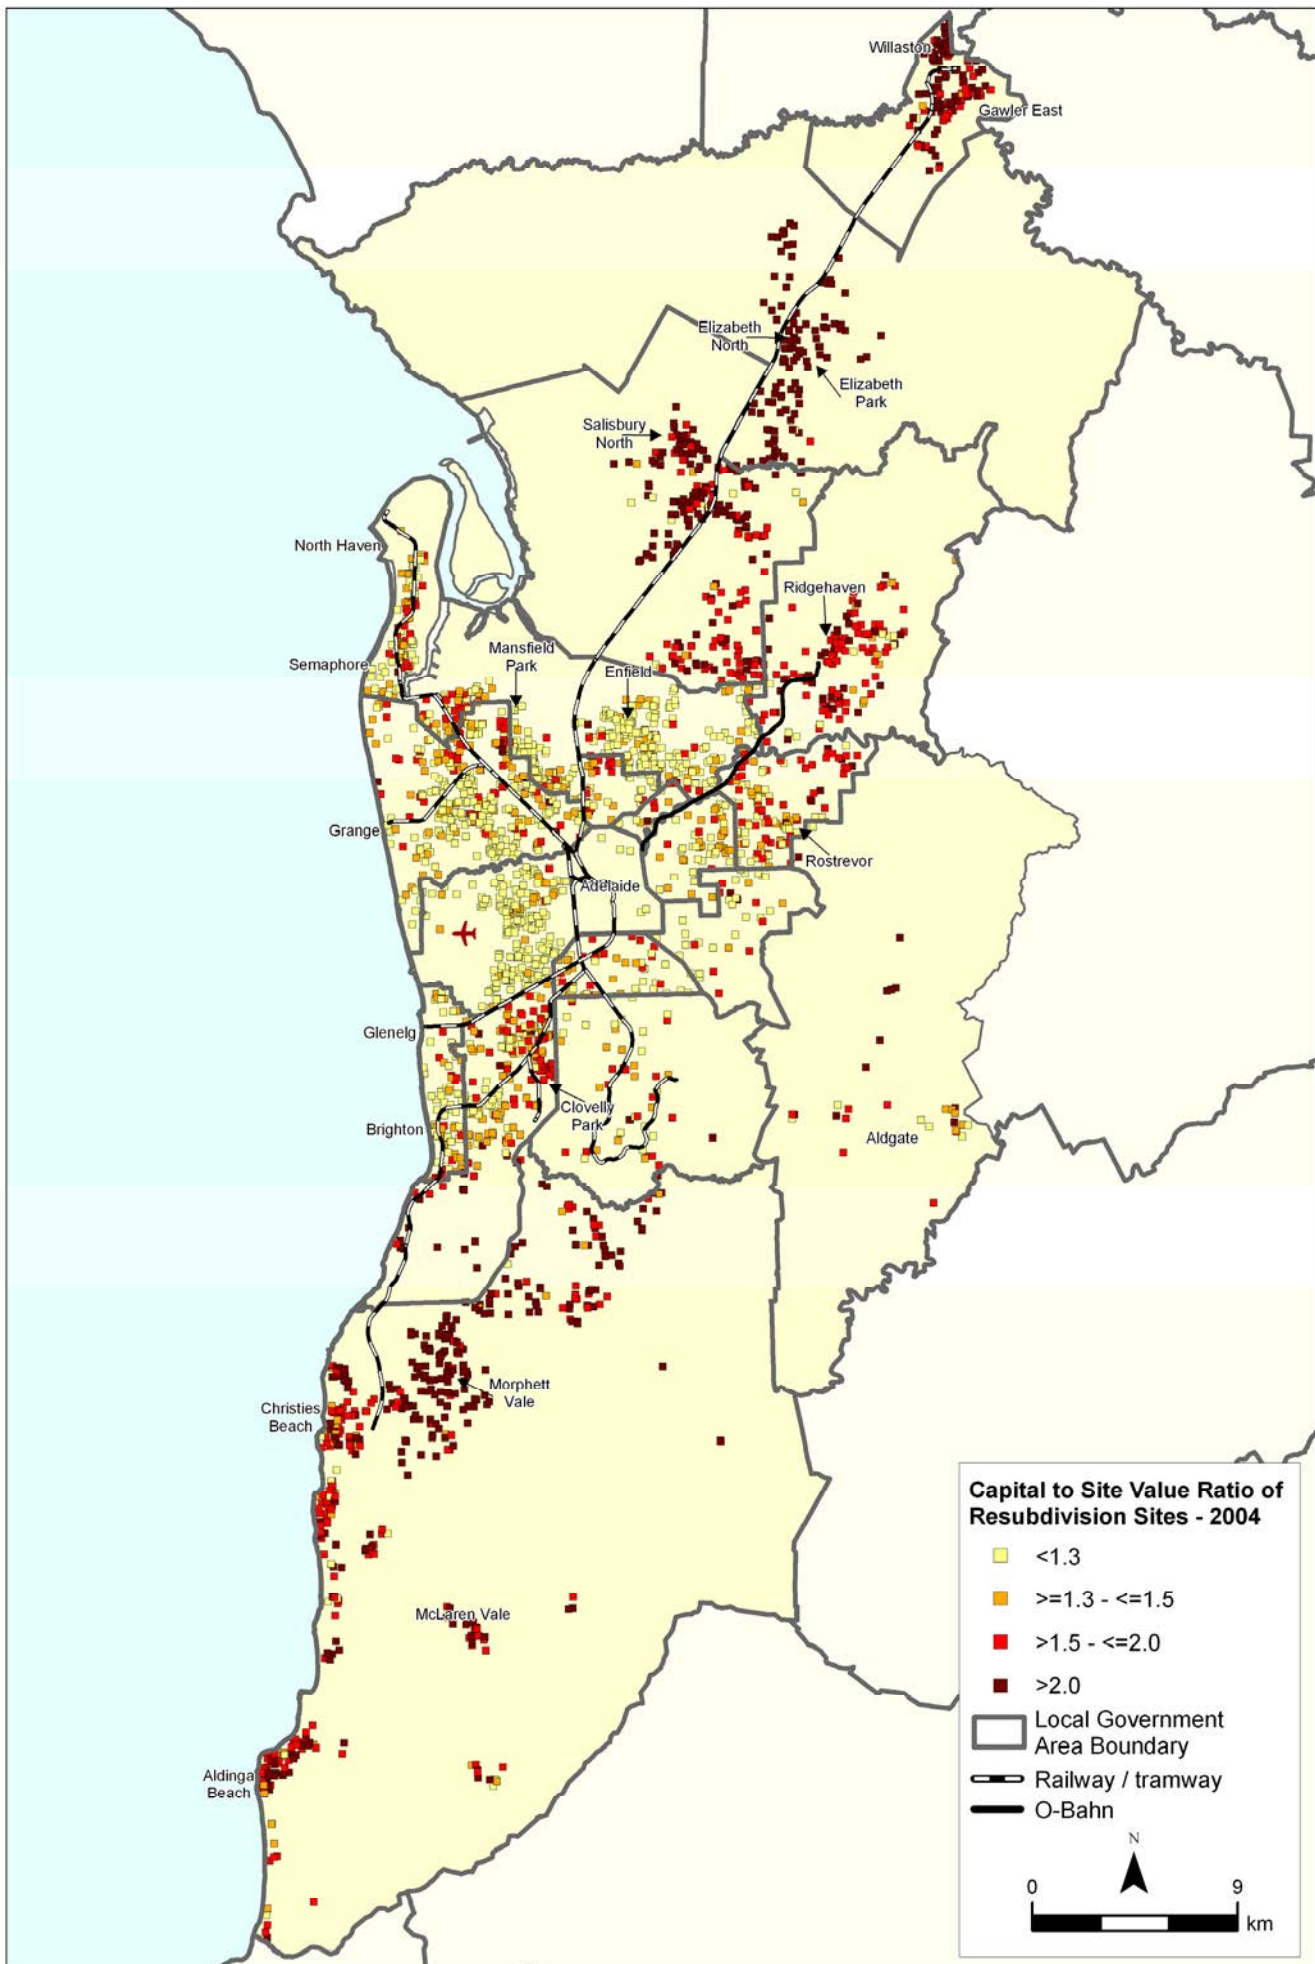 Willaston
Gawler East
Elizabeth
North
Elizabeth
Park
Salisbury
North
North Haven
Ridgehaven
Mansfield
Park
Semaphore
Enfield
Grange
Rostrevor
Adelaide
Glenelg
Clovelly
Park
Brighton
Aldgate
Morphett
Vale
Christies
Beach
McLaren Vale
Aldinga
Beach
Capital to Site Value Ratio of
Resubdivision Sites - 2004
<1.3
>=1.3 - <=1.5
>1.5 - <=2.0
>2.0
Local Government
Area Boundary
Railway / tramway
O-Bahn
N
0 9
km